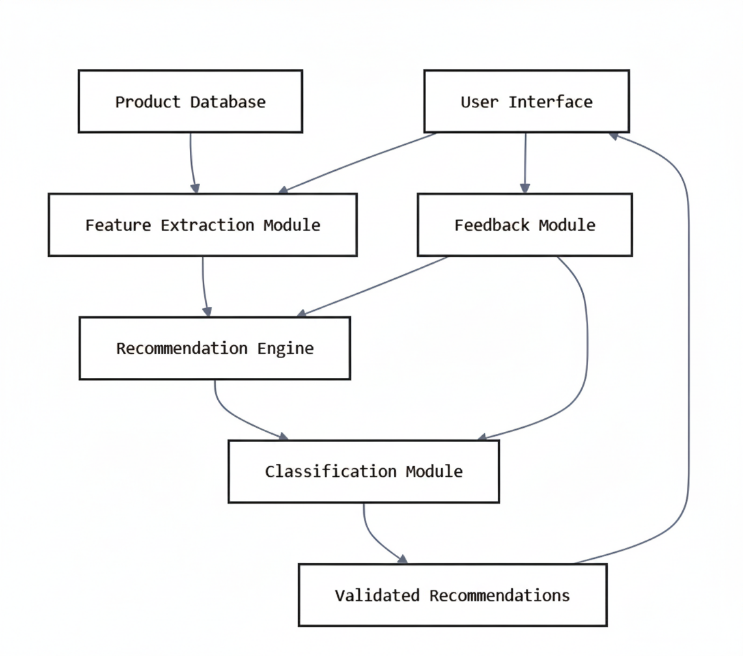 Product Database
User Interface
Feature Extraction Module
Feedback Module
Recommendation Engine
Classification Module
Validated Recommendations